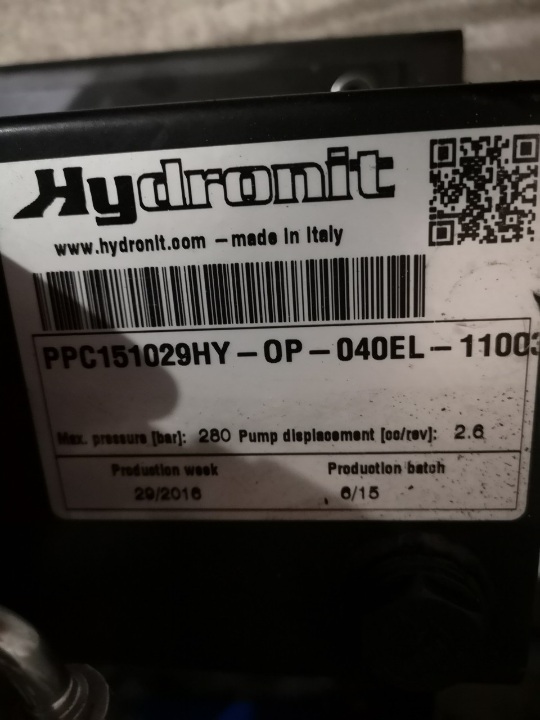 Hydronit
www.hydronit.com - made in Italy
PPC151029HY-OP-040EL-11003
Max. pressure [bar]: 280 Pump displacement [cc/rev]: 2.6
Production week Production batch
29/2016 6/15